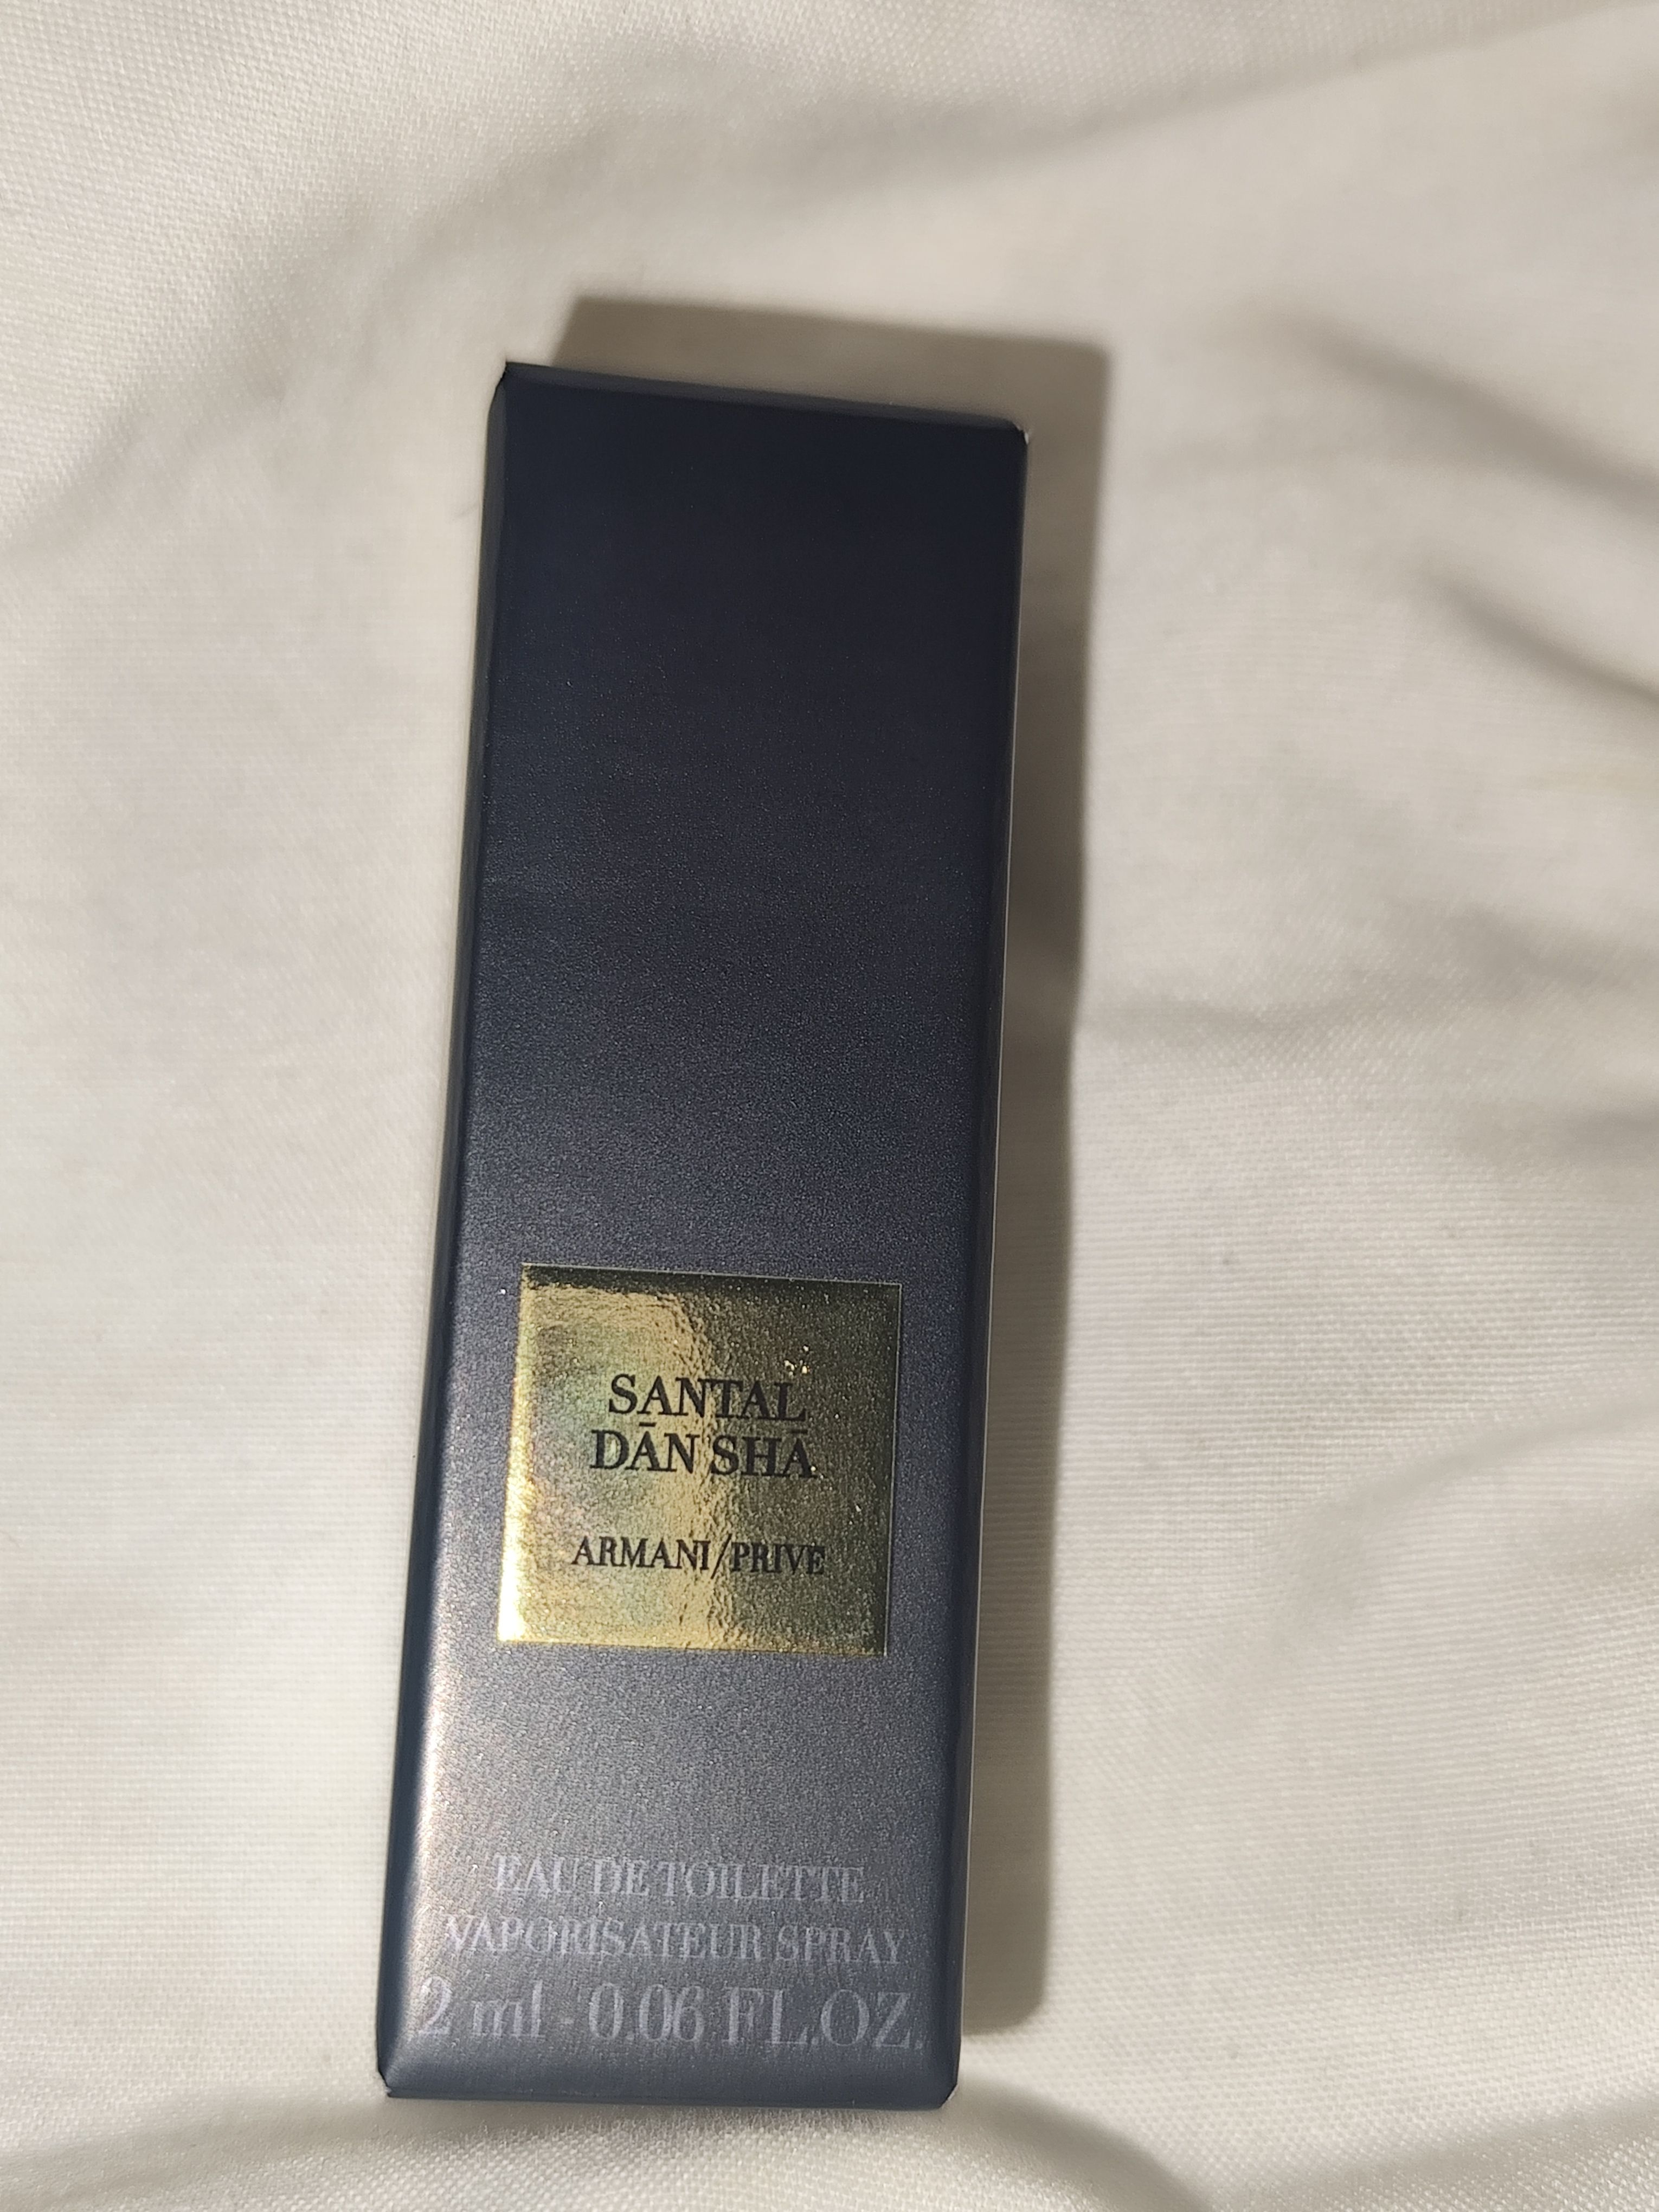 SANTAL
DĀN SHĀ
ARMANI/PRIVE
EAU DE TOILETTE
VAPORISATEUR SPRAY
2 ml - 0.06 FL.OZ.